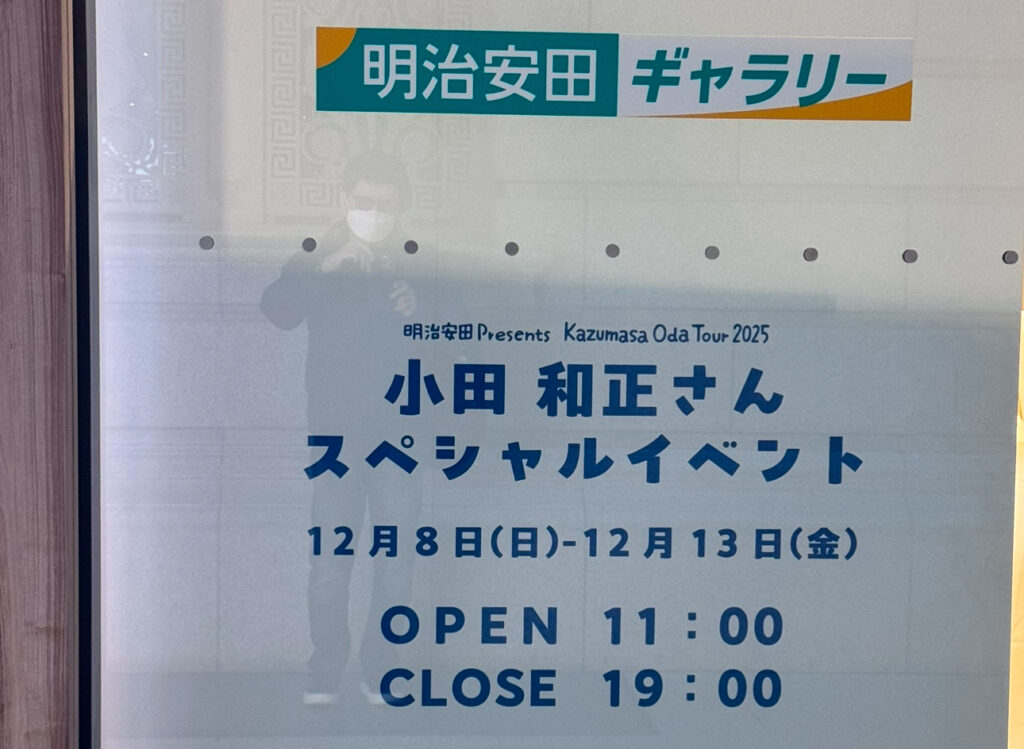 明治安田 ギャラリー
明治安田 Presents Kazumasa Oda Tour 2025
小田 和正さん
スペシャルイベント
12月8日(日)-12月13日(金)
OPEN 11:00
CLOSE 19:00